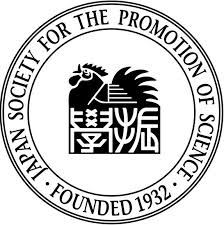 JAPAN SOCIETY FOR THE PROMOTION OF SCIENCE
學振
· FOUNDED 1932 ·